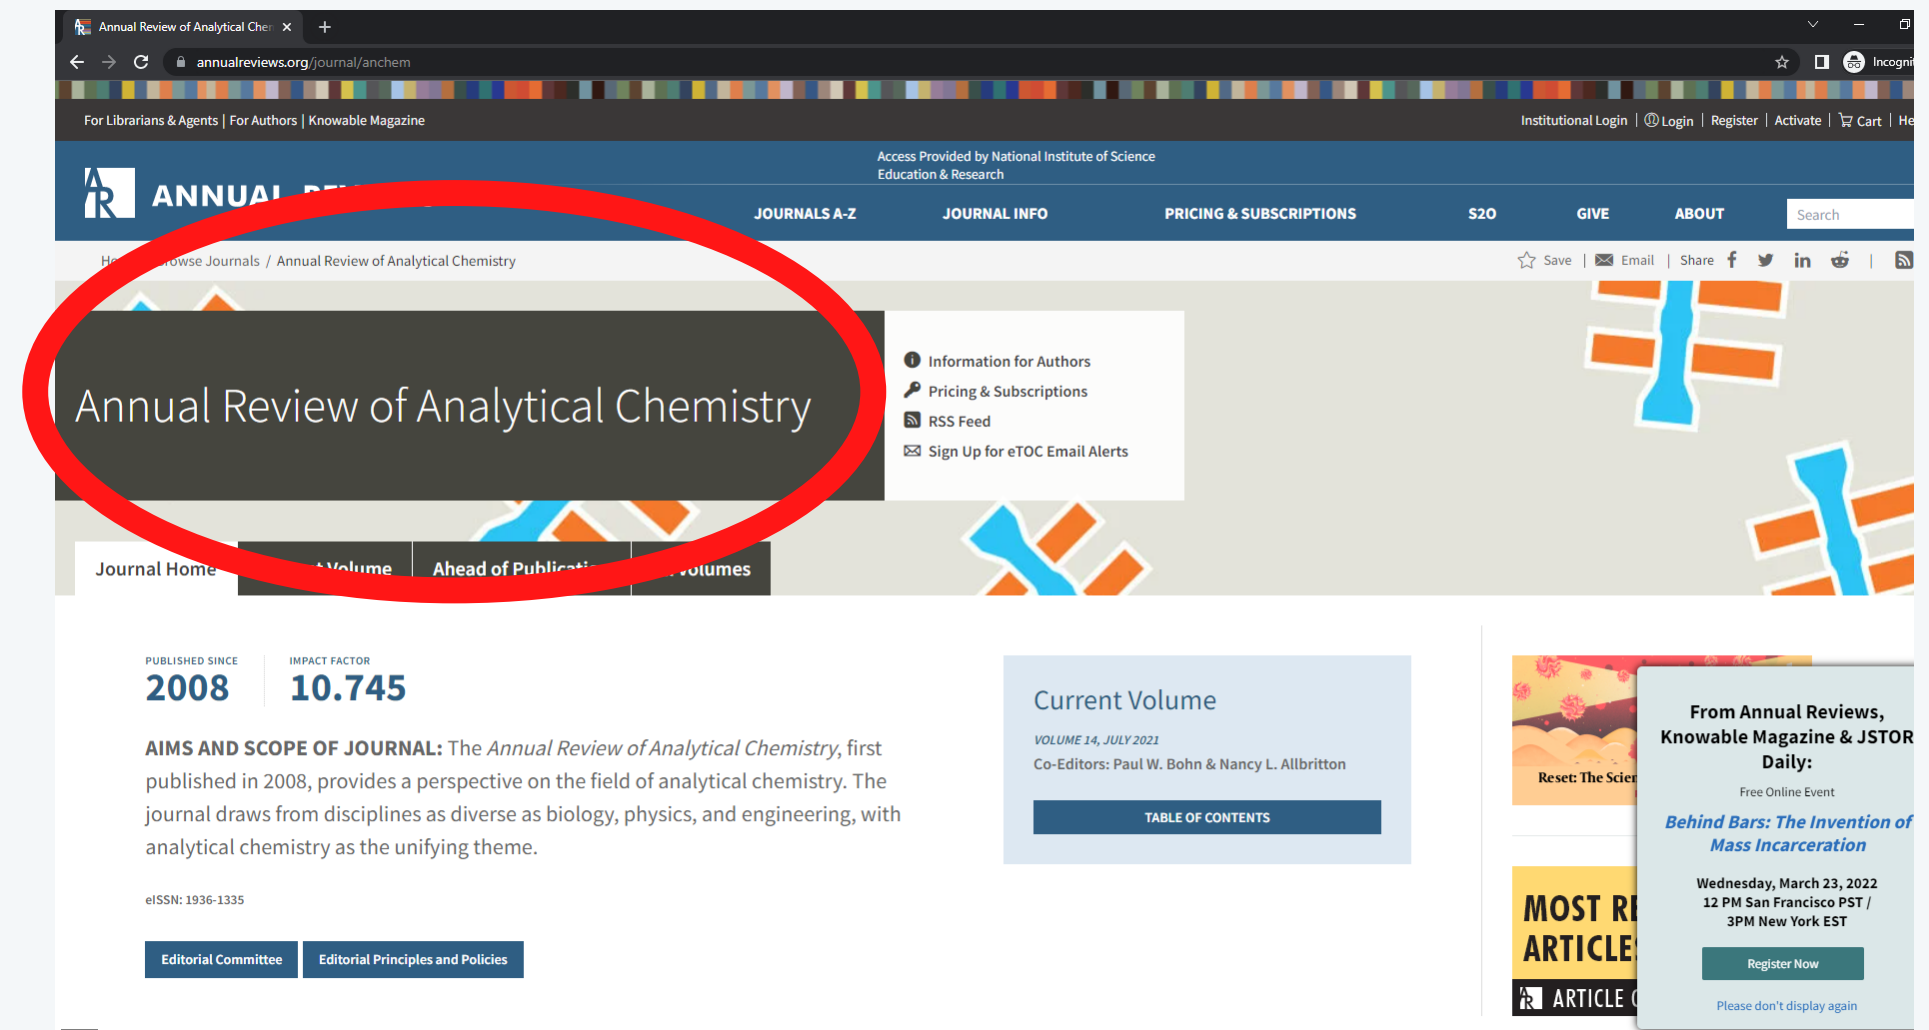 Annual Review of Analytical Cher
annualreviews.org/journal/anchem
Incognit
For Librarians & Agents | For Authors | Knowable Magazine
Institutional Login | Login | Register | Activate | Cart | He
Access Provided by National Institute of Science
Education & Research
AR ANNUAL
JOURNALS A-Z JOURNAL INFO PRICING & SUBSCRIPTIONS S2O GIVE ABOUT Search
Browse Journals / Annual Review of Analytical Chemistry
Save | Email | Share
Annual Review of Analytical Chemistry
Information for Authors
Pricing & Subscriptions
RSS Feed
Sign Up for eTOC Email Alerts
Journal Home Volume Ahead of Publication Volumes
PUBLISHED SINCE
2008
IMPACT FACTOR
10.745
AIMS AND SCOPE OF JOURNAL: The Annual Review of Analytical Chemistry, first
published in 2008, provides a perspective on the field of analytical chemistry. The
journal draws from disciplines as diverse as biology, physics, and engineering, with
analytical chemistry as the unifying theme.
eISSN: 1936-1335
Editorial Committee Editorial Principles and Policies
Current Volume
VOLUME 14, JULY 2021
Co-Editors: Paul W. Bohn & Nancy L. Allbritton
TABLE OF CONTENTS
Reset: The Scien
MOST RE
ARTICLES
AR ARTICLE C
From Annual Reviews,
Knowable Magazine & JSTOR
Daily:
Free Online Event
Behind Bars: The Invention of
Mass Incarceration
Wednesday, March 23, 2022
12 PM San Francisco PST /
3PM New York EST
Register Now
Please don't display again